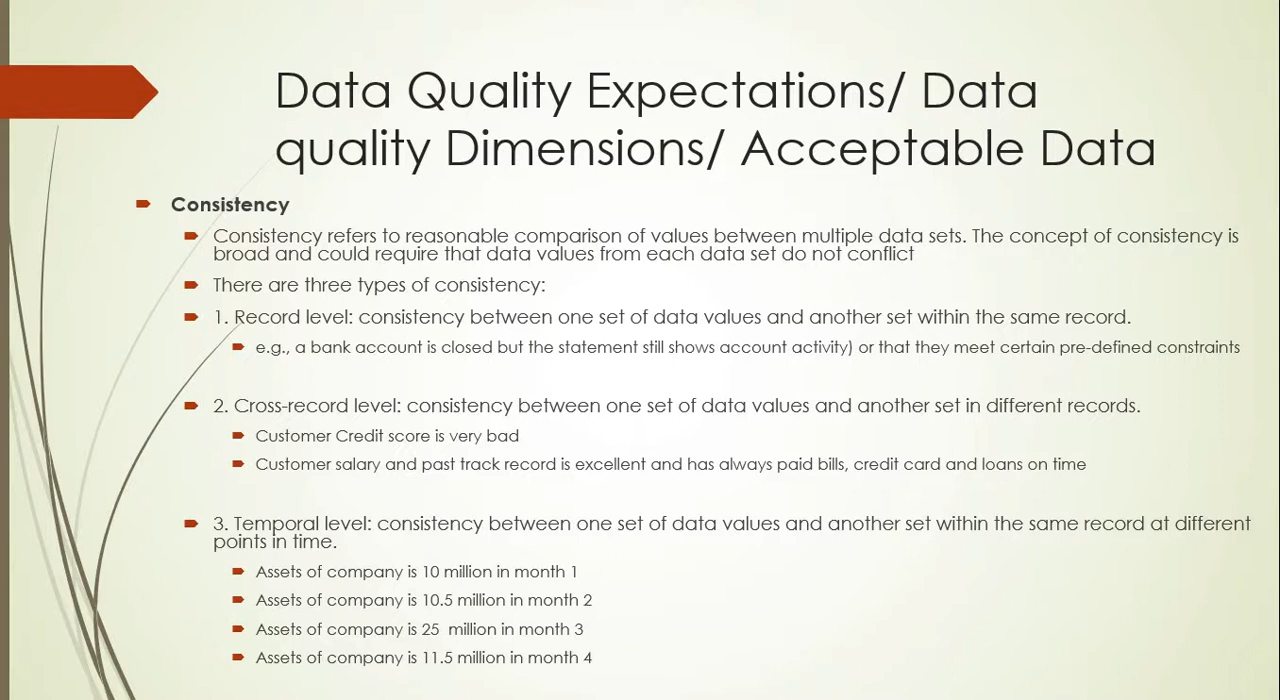 Data Quality Expectations/ Data
quality Dimensions/ Acceptable Data
Consistency
Consistency refers to reasonable comparison of values between multiple data sets. The concept of consistency is
broad and could require that data values from each data set do not conflict
There are three types of consistency:
1. Record level: consistency between one set of data values and another set within the same record.
e.g., a bank account is closed but the statement still shows account activity) or that they meet certain pre-defined constraints
2. Cross-record level: consistency between one set of data values and another set in different records.
Customer Credit score is very bad
Customer salary and past track record is excellent and has always paid bills, credit card and loans on time
3. Temporal level: consistency between one set of data values and another set within the same record at different
points in time.
Assets of company is 10 million in month 1
Assets of company is 10.5 million in month 2
Assets of company is 25  million in month 3
Assets of company is 11.5 million in month 4